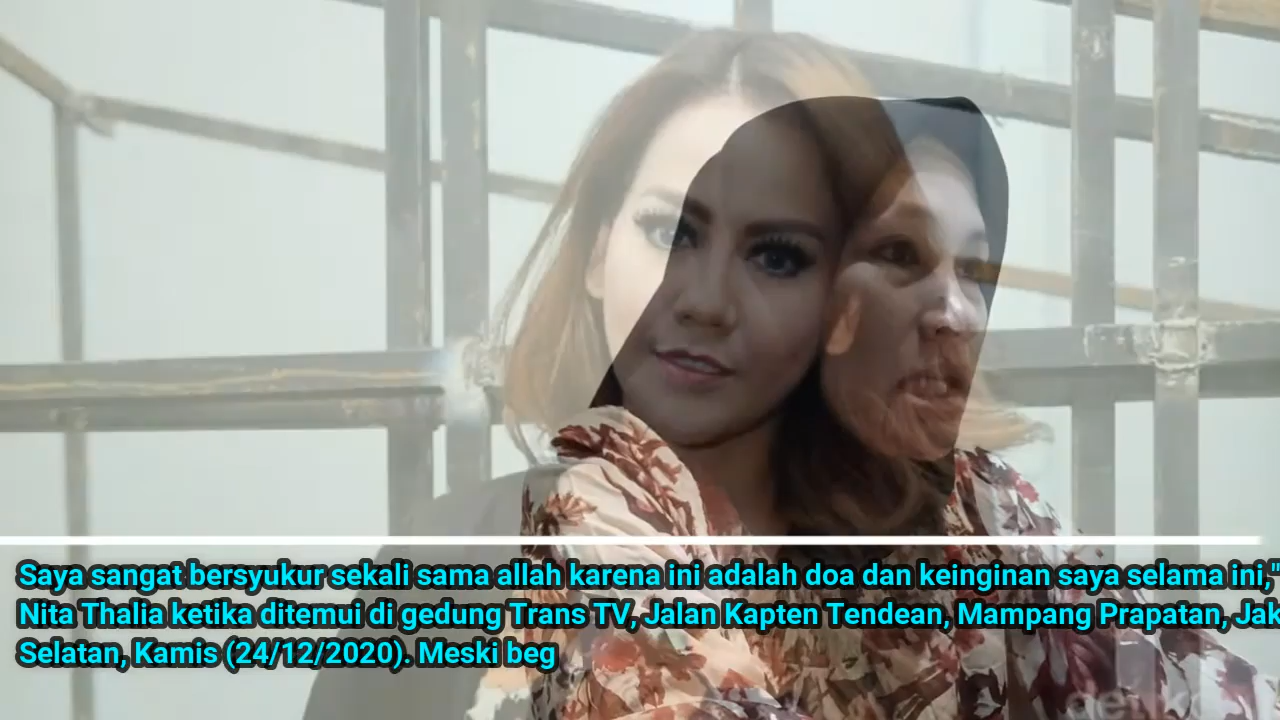 Saya sangat bersyukur sekali sama allah karena ini adalah doa dan keinginan saya selama ini,"
Nita Thalia ketika ditemui di gedung Trans TV, Jalan Kapten Tendean, Mampang Prapatan, Jak
Selatan, Kamis (24/12/2020). Meski beg